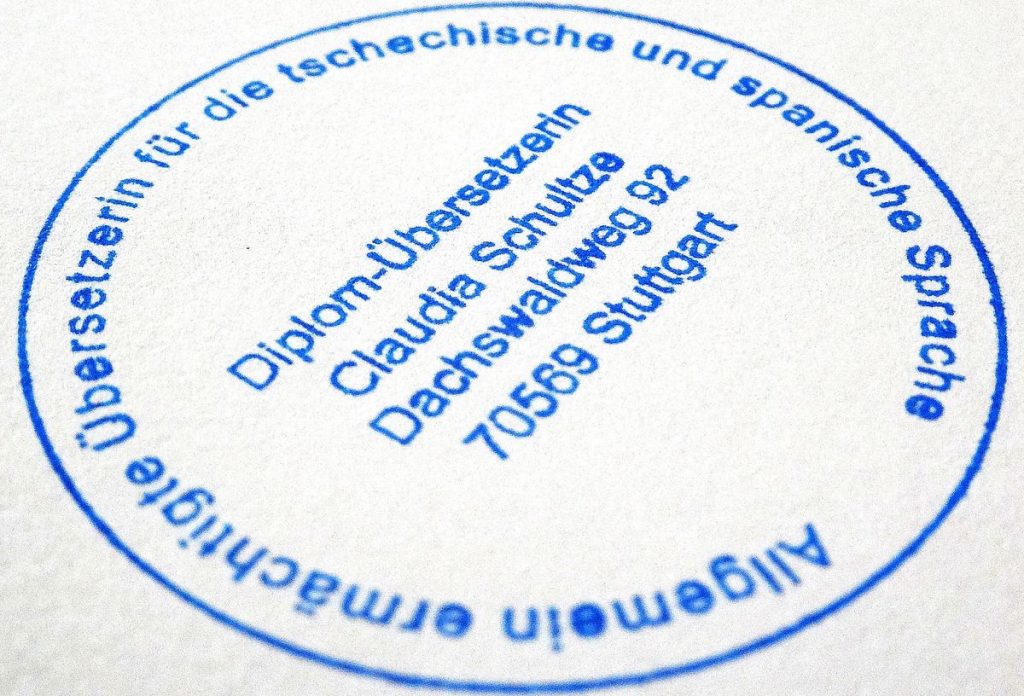 Allgemein ermächtigte Übersetzerin für die tschechische und spanische Sprache
Diplom-Übersetzerin
Claudia Schultze
Dachswaldweg 92
70569 Stuttgart